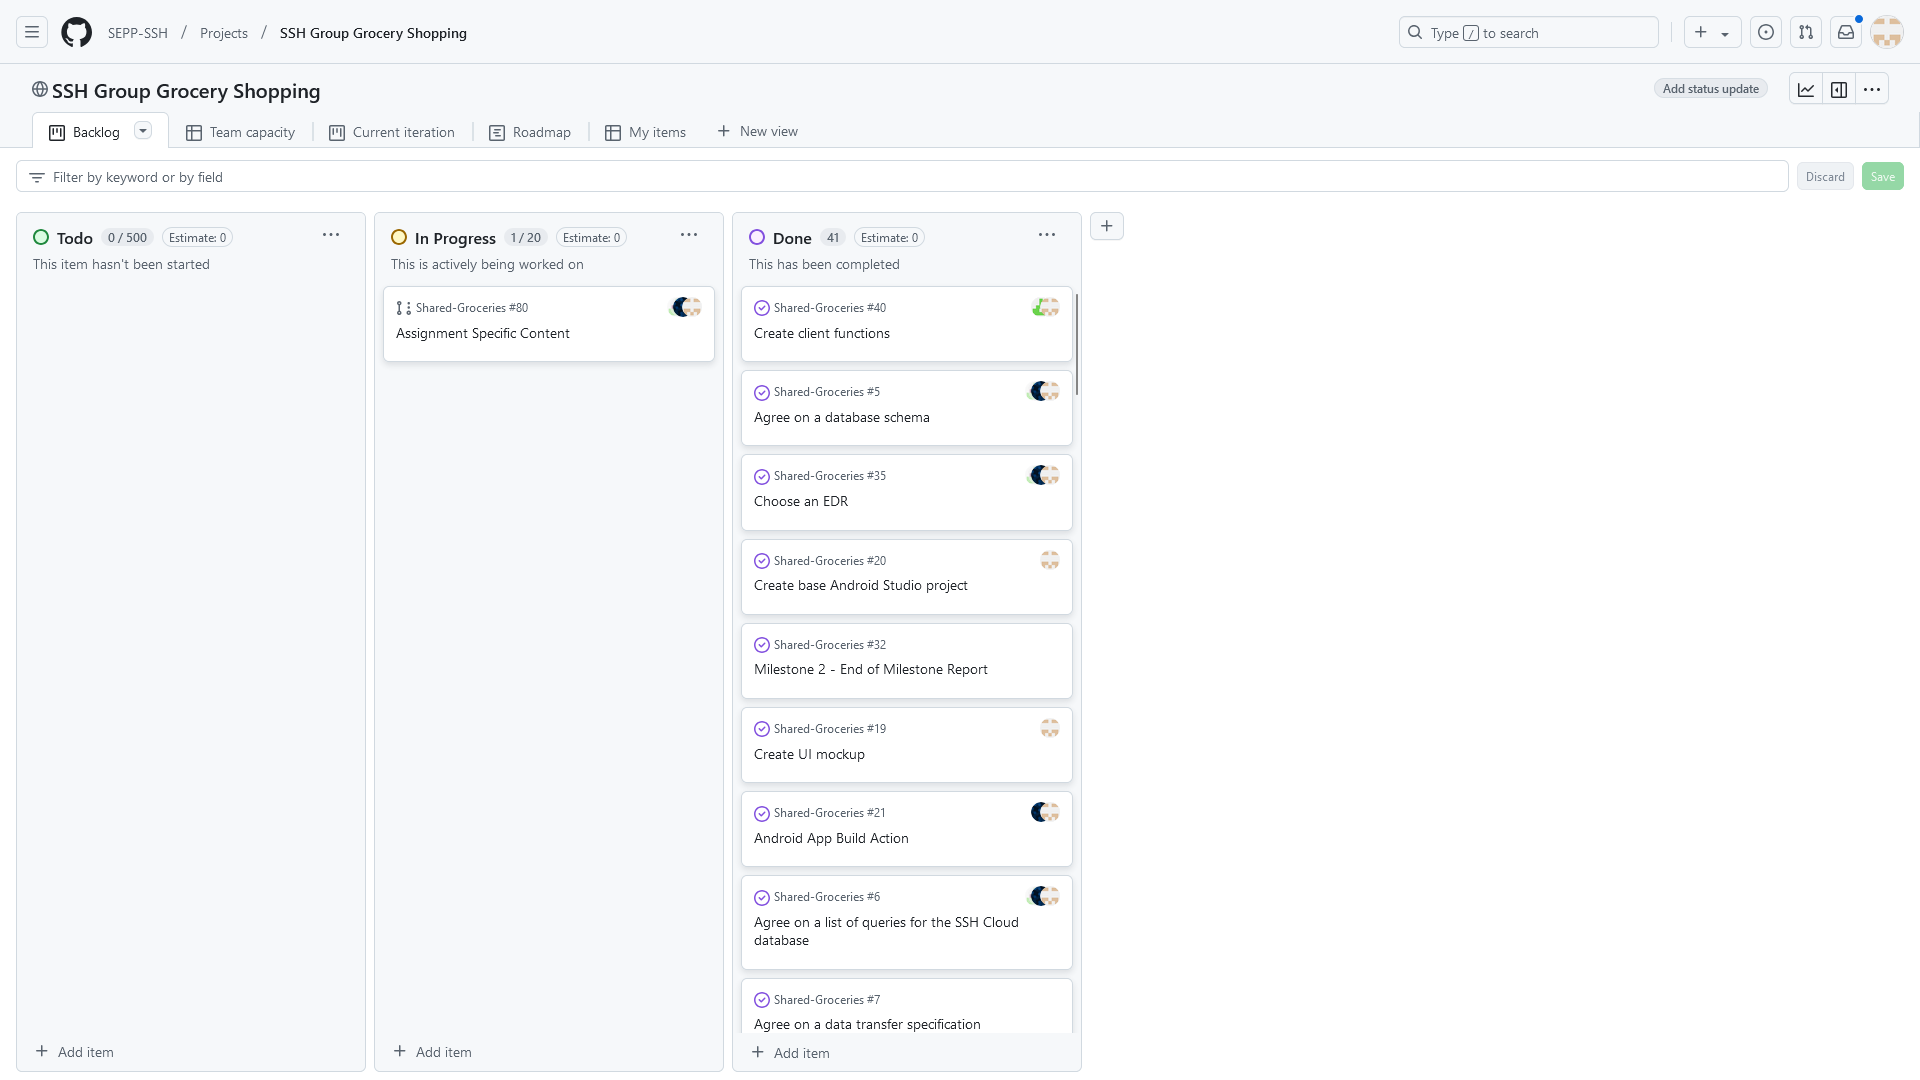 SEPP-SSH / Projects / SSH Group Grocery Shopping
Type / to search
SSH Group Grocery Shopping
Add status update
Backlog
Team capacity
Current iteration
Roadmap
My items
New view
Filter by keyword or by field
Discard
Save
Todo 0 / 500 Estimate: 0
This item hasn't been started
Add item
In Progress 1 / 20 Estimate: 0
This is actively being worked on
Shared-Groceries #80
Assignment Specific Content
Add item
Done 41 Estimate: 0
This has been completed
Shared-Groceries #40
Create client functions
Shared-Groceries #5
Agree on a database schema
Shared-Groceries #35
Choose an EDR
Shared-Groceries #20
Create base Android Studio project
Shared-Groceries #32
Milestone 2 - End of Milestone Report
Shared-Groceries #19
Create UI mockup
Shared-Groceries #21
Android App Build Action
Shared-Groceries #6
Agree on a list of queries for the SSH Cloud
database
Shared-Groceries #7
Agree on a data transfer specification
Add item